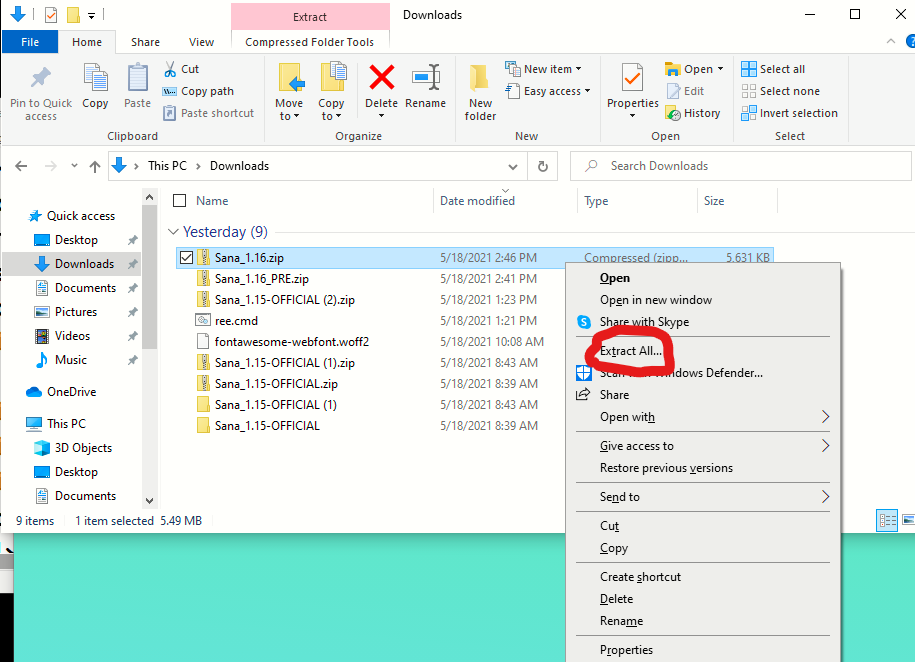 Extract
Downloads
File
Home
Share
View
Compressed Folder Tools
Pin to Quick access
Copy
Paste
Cut
Copy path
Paste shortcut
Clipboard
Move to
Copy to
Delete
Rename
Organize
New folder
New item
Easy access
New
Properties
Open
Edit
History
Open
Select all
Select none
Invert selection
Select
This PC > Downloads
Search Downloads
Name Date modified Type Size
Quick access
Desktop
Downloads
Documents
Pictures
Videos
Music
OneDrive
This PC
3D Objects
Desktop
Documents
Yesterday (9)
Sana_1.16.zip 5/18/2021 2:46 PM Compressed (zipp... 5,631 KB
Sana_1.16_PRE.zip 5/18/2021 2:41 PM
Sana_1.15-OFFICIAL (2).zip 5/18/2021 1:23 PM
ree.cmd 5/18/2021 1:21 PM
fontawesome-webfont.woff2 5/18/2021 10:08 AM
Sana_1.15-OFFICIAL (1).zip 5/18/2021 8:43 AM
Sana_1.15-OFFICIAL.zip 5/18/2021 8:39 AM
Sana_1.15-OFFICIAL (1) 5/18/2021 8:43 AM
Sana_1.15-OFFICIAL 5/18/2021 8:39 AM
Open
Open in new window
Share with Skype
Extract All...
Scan with Windows Defender...
Share
Open with
Give access to
Restore previous versions
Send to
Cut
Copy
Create shortcut
Delete
Rename
Properties
9 items 1 item selected 5.49 MB